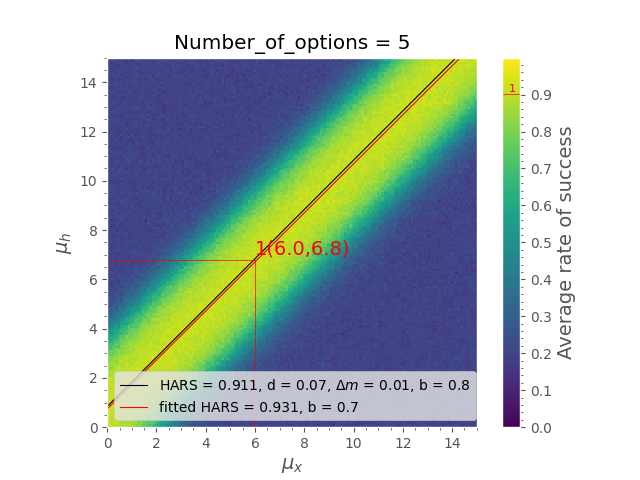 Number_of_options = 5
14
12
10
8
6
4
2
0
μh
0 2 4 6 8 10 12 14
μx
1(6.0,6.8)
HARS = 0.911, d = 0.07, Δm = 0.01, b = 0.8
fitted HARS = 0.931, b = 0.7
1
0.9
0.8
0.7
0.6
0.5
0.4
0.3
0.2
0.1
0.0
Average rate of success